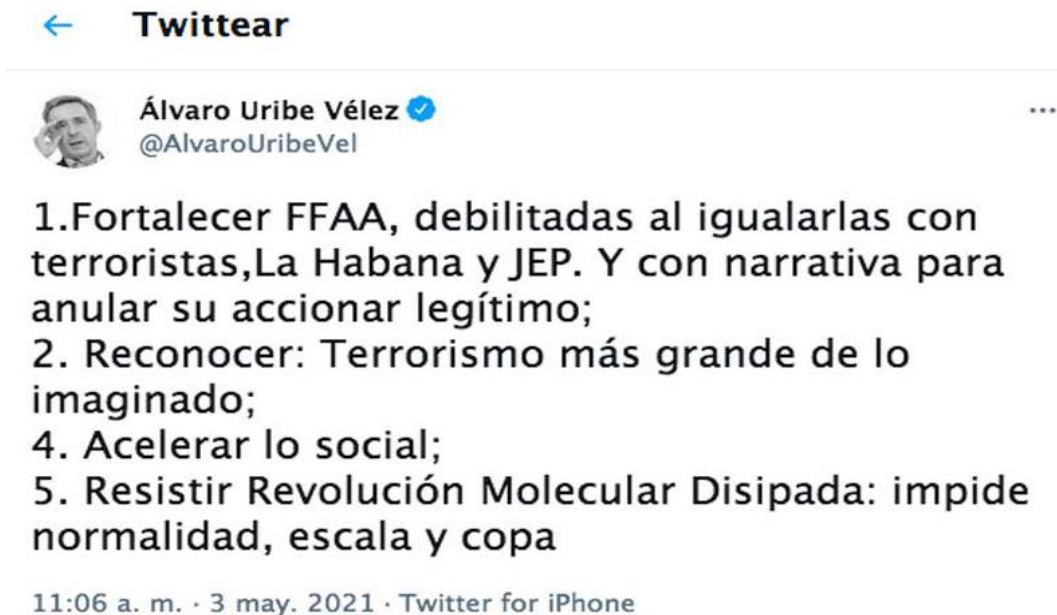 ← Twittear
Álvaro Uribe Vélez
@AlvaroUribeVel
1.Fortalecer FFAA, debilitadas al igualarlas con
terroristas,La Habana y JEP. Y con narrativa para
anular su accionar legítimo;
2. Reconocer: Terrorismo más grande de lo
imaginado;
4. Acelerar lo social;
5. Resistir Revolución Molecular Disipada: impide
normalidad, escala y copa
11:06 a. m. · 3 may. 2021 · Twitter for iPhone